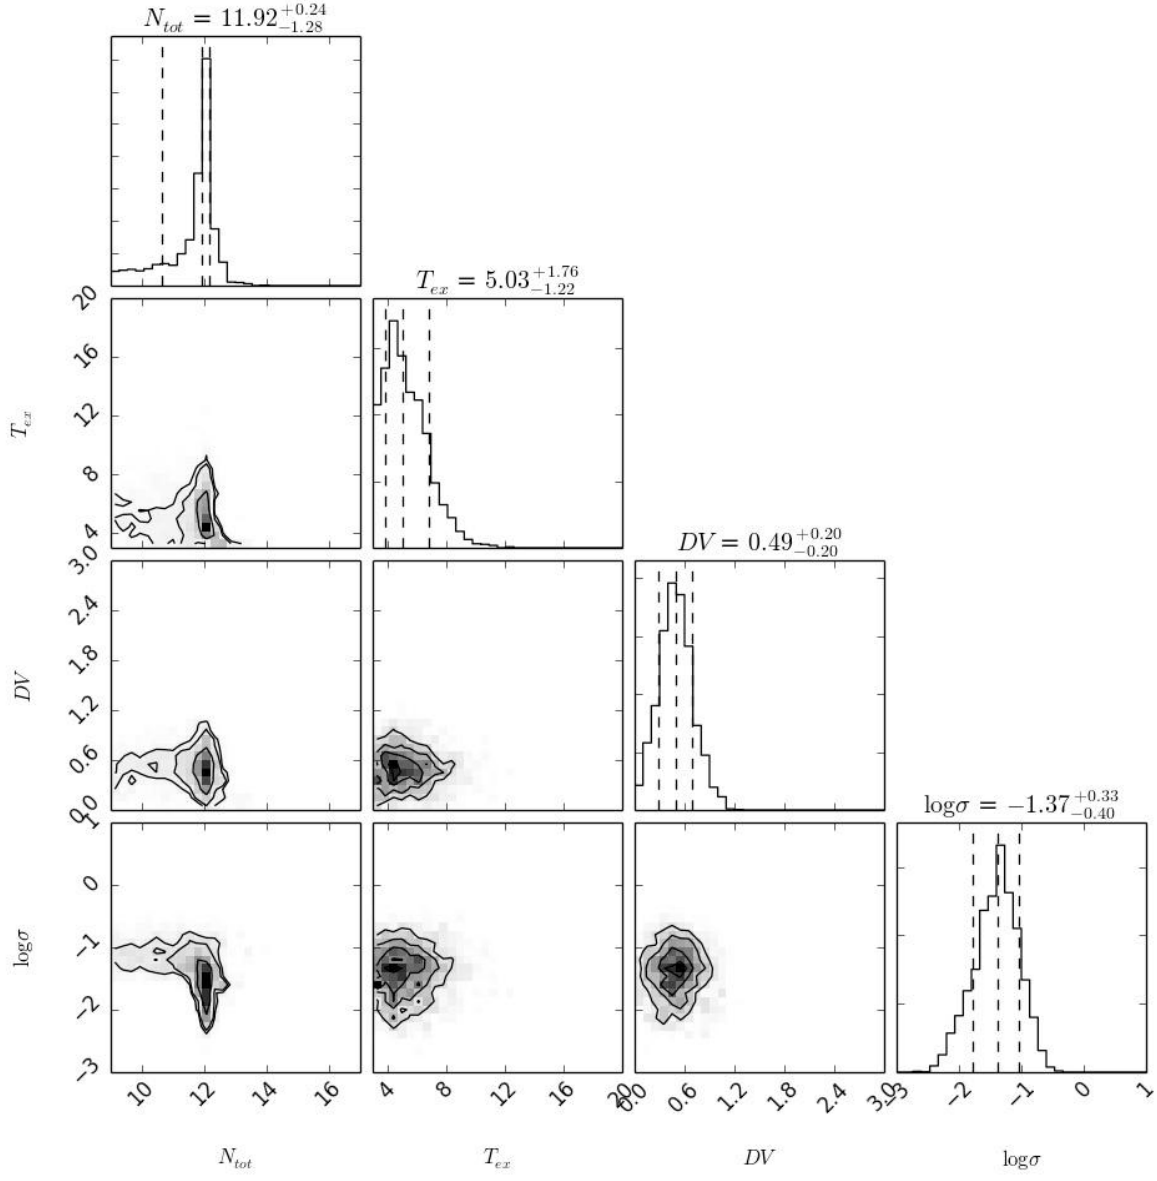 N_tot = 11.92 +0.24 −1.28
T_ex = 5.03 +1.76 −1.22
20
16
12
8
4
T_ex
DV = 0.49 +0.20 −0.20
3.0
2.4
1.8
1.2
0.6
0.0
DV
logσ = −1.37 +0.33 −0.40
1
0
−1
−2
−3
logσ
10 12 14 16
4 8 12 16 20
0.0 0.6 1.2 1.8 2.4 3.0
−3 −2 −1 0 1
N_tot T_ex DV logσ